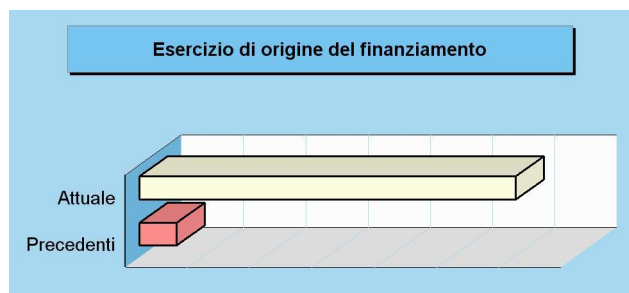 Esercizio di origine del finanziamento
Attuale
Precedenti